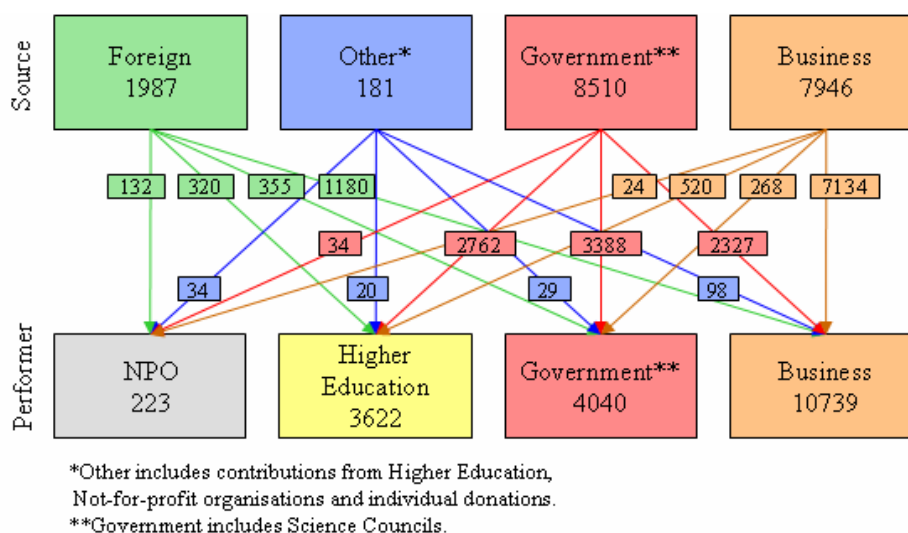 Source
Foreign
1987
Other*
181
Government**
8510
Business
7946
132
320
355
1180
24
520
268
7134
34
2762
3388
2327
34
20
29
98
Performer
NPO
223
Higher
Education
3622
Government**
4040
Business
10739
*Other includes contributions from Higher Education,
Not-for-profit organisations and individual donations.
**Government includes Science Councils.